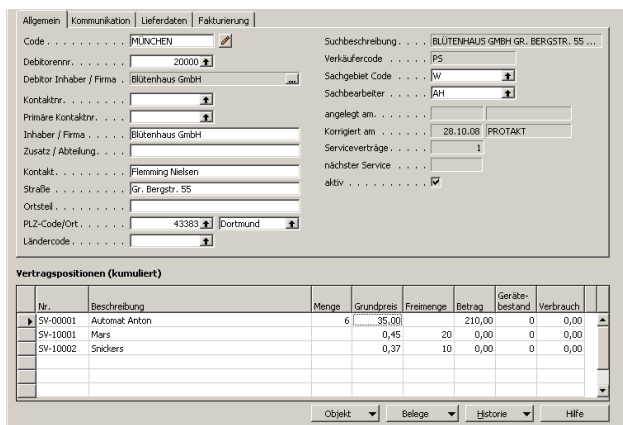 Allgemein Kommunikation Lieferdaten Fakturierung
Code . . . . . . . . . . MÜNCHEN
Debitorennr. . . . . . . . 20000
Debitor Inhaber / Firma . Blütenhaus GmbH ...
Kontaktnr. . . . . . . . .
Primäre Kontaktnr. . . . .
Inhaber / Firma . . . . . Blütenhaus GmbH
Zusatz / Abteilung. . . . .
Kontakt. . . . . . . . . . Flemming Nielsen
Straße . . . . . . . . . . Gr. Bergstr. 55
Ortsteil . . . . . . . . .
PLZ-Code/Ort. . . . . . . 43383 Dortmund
Ländercode. . . . . . . .
Suchbeschreibung. . . . BLÜTENHAUS GMBH GR. BERGSTR. 55 ...
Verkäufercode . . . . . PS
Sachgebiet Code . . . . W
Sachbearbeiter . . . . . AH
angelegt am. . . . . . .
Korrigiert am . . . . . 28.10.08 PROTAKT
Serviceverträge. . . . . 1
nächster Service . . . .
aktiv . . . . . . . . . .
Vertragspositionen (kumuliert)
Nr. Beschreibung Menge Grundpreis Freimenge Betrag Geräte-bestand Verbrauch
SV-00001 Automat Anton 6 35,00 210,00 0 0,00
SV-10001 Mars 0,45 20 0,00 0 0,00
SV-10002 Snickers 0,37 10 0,00 0 0,00
Objekt Belege Historie Hilfe